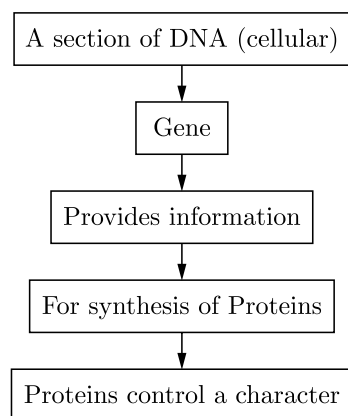 A section of DNA (cellular)
Gene
Provides information
For synthesis of Proteins
Proteins control a character